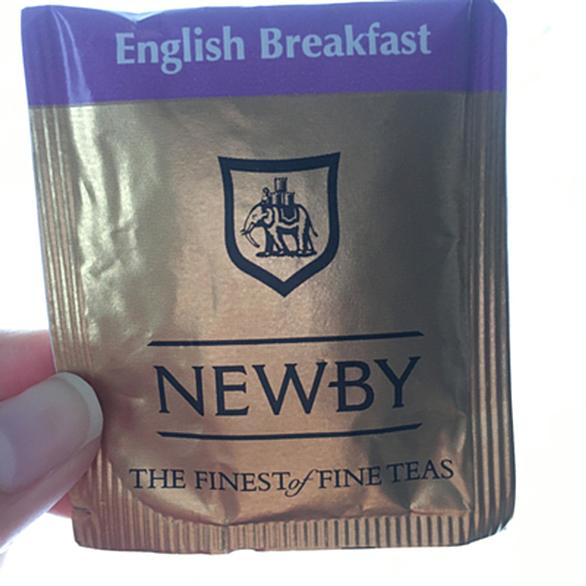 English Breakfast
NEWBY
THE FINEST of FINE TEAS